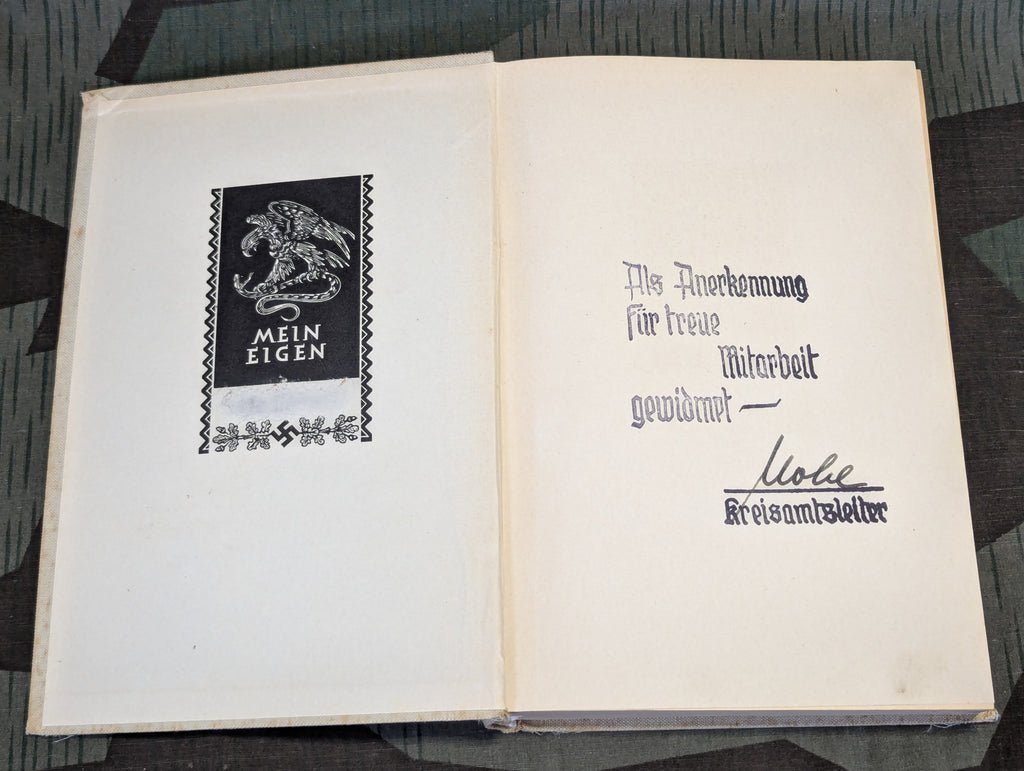 MEIN
EIGEN
Als Anerkennung
für treue
Mitarbeit
gewidmet —
Kreisamtsleiter